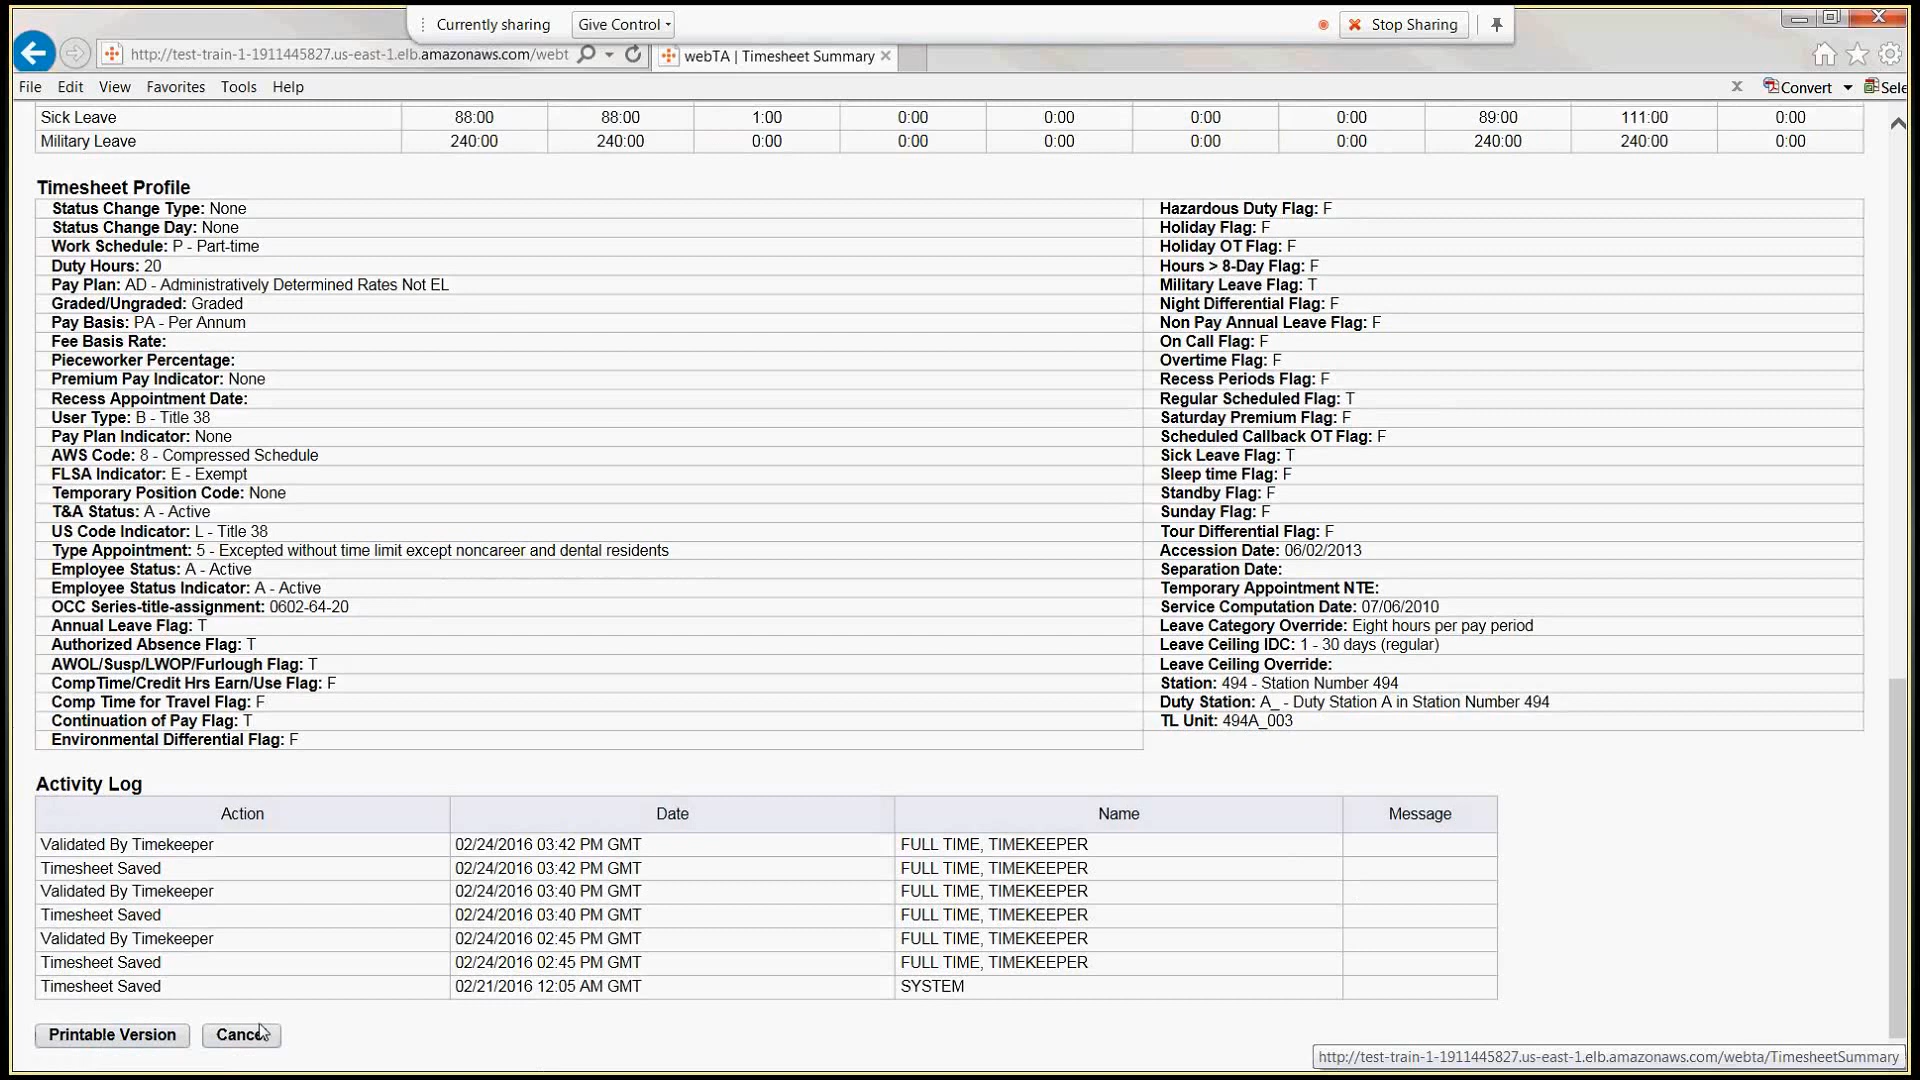 Currently sharing Give Control Stop Sharing
http://test-train-1-1911445827.us-east-1.elb.amazonaws.com/webt webTA | Timesheet Summary
File Edit View Favorites Tools Help x Convert Sele
Sick Leave 88:00 88:00 1:00 0:00 0:00 0:00 0:00 89:00 111:00 0:00
Military Leave 240:00 240:00 0:00 0:00 0:00 0:00 0:00 240:00 240:00 0:00
Timesheet Profile
Status Change Type: None
Status Change Day: None
Work Schedule: P - Part-time
Duty Hours: 20
Pay Plan: AD - Administratively Determined Rates Not EL
Graded/Ungraded: Graded
Pay Basis: PA - Per Annum
Fee Basis Rate:
Pieceworker Percentage:
Premium Pay Indicator: None
Recess Appointment Date:
User Type: B - Title 38
Pay Plan Indicator: None
AWS Code: 8 - Compressed Schedule
FLSA Indicator: E - Exempt
Temporary Position Code: None
T&A Status: A - Active
US Code Indicator: L - Title 38
Type Appointment: 5 - Excepted without time limit except noncareer and dental residents
Employee Status: A - Active
Employee Status Indicator: A - Active
OCC Series-title-assignment: 0602-64-20
Annual Leave Flag: T
Authorized Absence Flag: T
AWOL/Susp/LWOP/Furlough Flag: T
CompTime/Credit Hrs Earn/Use Flag: F
Comp Time for Travel Flag: F
Continuation of Pay Flag: T
Environmental Differential Flag: F
Hazardous Duty Flag: F
Holiday Flag: F
Holiday OT Flag: F
Hours > 8-Day Flag: F
Military Leave Flag: T
Night Differential Flag: F
Non Pay Annual Leave Flag: F
On Call Flag: F
Overtime Flag: F
Recess Periods Flag: F
Regular Scheduled Flag: T
Saturday Premium Flag: F
Scheduled Callback OT Flag: F
Sick Leave Flag: T
Sleep time Flag: F
Standby Flag: F
Sunday Flag: F
Tour Differential Flag: F
Accession Date: 06/02/2013
Separation Date:
Temporary Appointment NTE:
Service Computation Date: 07/06/2010
Leave Category Override: Eight hours per pay period
Leave Ceiling IDC: 1 - 30 days (regular)
Leave Ceiling Override:
Station: 494 - Station Number 494
Duty Station: A_ - Duty Station A in Station Number 494
TL Unit: 494A_003
Activity Log
Action Date Name Message
Validated By Timekeeper 02/24/2016 03:42 PM GMT FULL TIME, TIMEKEEPER
Timesheet Saved 02/24/2016 03:42 PM GMT FULL TIME, TIMEKEEPER
Validated By Timekeeper 02/24/2016 03:40 PM GMT FULL TIME, TIMEKEEPER
Timesheet Saved 02/24/2016 03:40 PM GMT FULL TIME, TIMEKEEPER
Validated By Timekeeper 02/24/2016 02:45 PM GMT FULL TIME, TIMEKEEPER
Timesheet Saved 02/24/2016 02:45 PM GMT FULL TIME, TIMEKEEPER
Timesheet Saved 02/21/2016 12:05 AM GMT SYSTEM
Printable Version Cancel
http://test-train-1-1911445827.us-east-1.elb.amazonaws.com/webta/TimesheetSummary